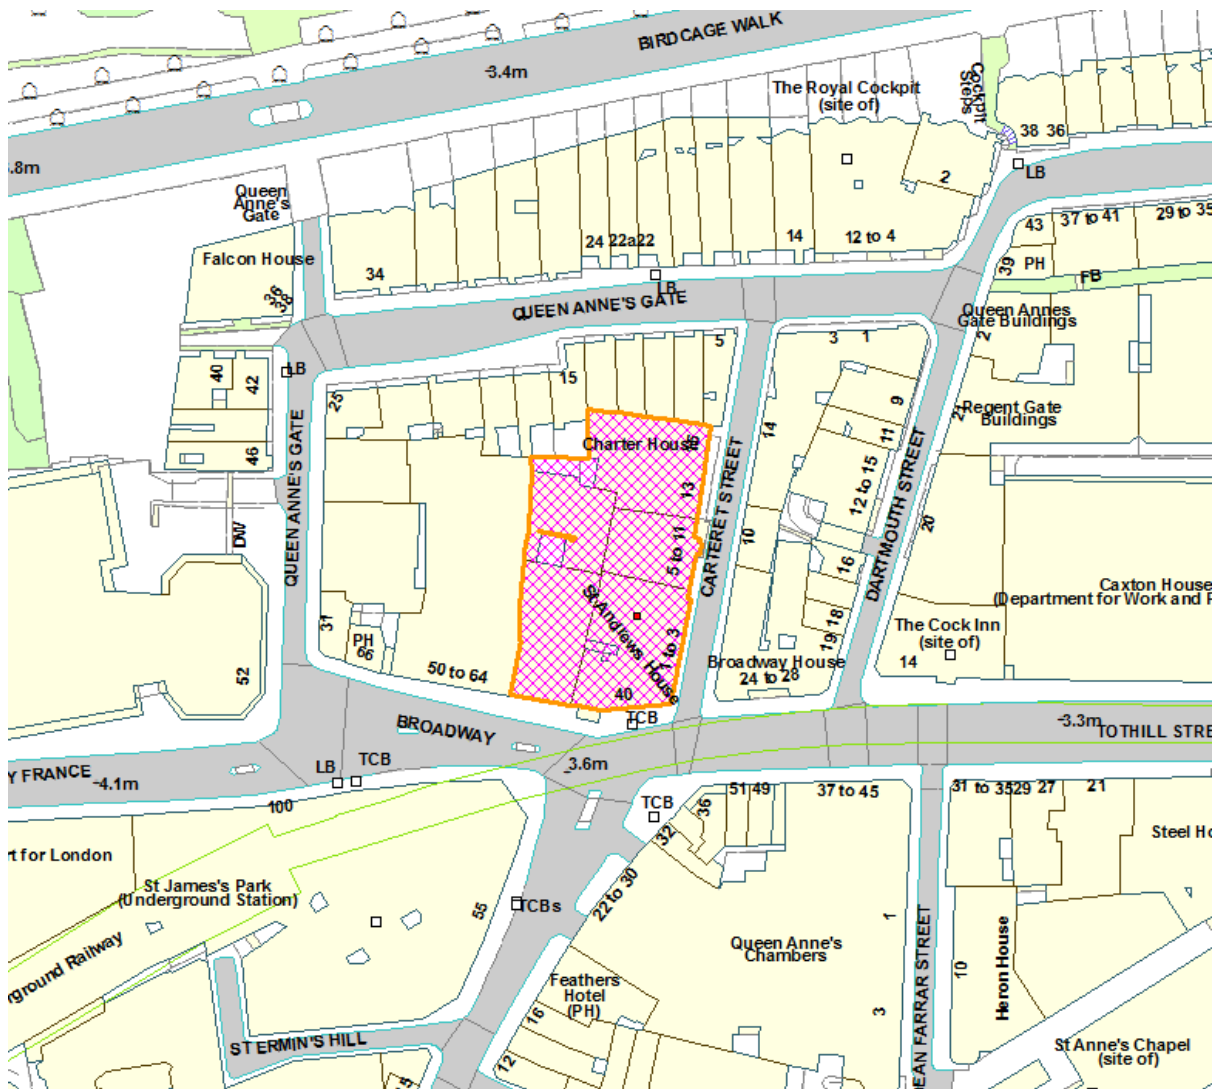 BIRDCAGE WALK
3.4m
The Royal Cockpit
(site of)
Cockpit
Steps
38 36
LB
3.8m
Queen
Anne's
Gate
2
43
37 to 41
29 to 35
24 22a 22
14
12 to 4
39
PH
FB
Falcon House
34
36
38
LB
QUEEN ANNE'S GATE
Queen Annes
Gate Buildings
2
5
3 1
LB
40
42
15
25
9
21
Regent Gate
Buildings
46
Charter House
16
14
11
QUEEN ANNE'S GATE
13
CARTERET STREET
12 to 15
DARTMOUTH STREET
20
DW
5 to 11
10
16
Caxton House
(Department for Work and P
31
PH
66
St Andrews House
1 to 3
18
19
The Cock Inn
(site of)
14
52
50 to 64
40
Broadway House
24 to 28
TCB
BROADWAY
3.3m
TOTHILL STRE
Y FRANCE
4.1m
LB
TCB
3.6m
100
TCB
36
51 49
37 to 45
31 to 35
29
27
21
32
Steel Ho
rt for London
St James's Park
(Underground Station)
55
TCBs
22 to 30
1
Queen Anne's
Chambers
DEAN FARRAR STREET
10
Heron House
rground Railway
Feathers
Hotel
(PH)
16
3
ST ERMIN'S HILL
12
St Anne's Chapel
(site of)